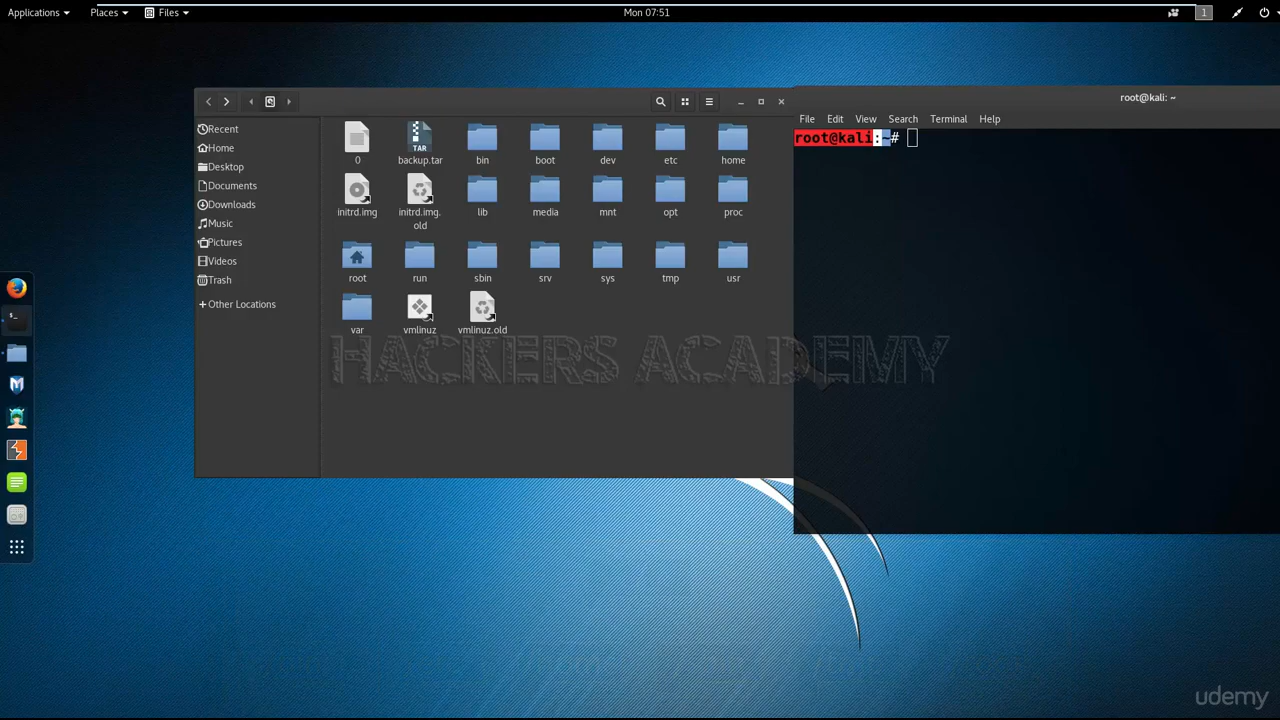 Applications Places Files Mon 07:51 1
root@kali: ~
File Edit View Search Terminal Help
root@kali:~#
Recent
Home
Desktop
Documents
Downloads
Music
Pictures
Videos
Trash
+ Other Locations
0 backup.tar bin boot dev etc home
TAR
initrd.img initrd.img.old lib media mnt opt proc
root run sbin srv sys tmp usr
var vmlinuz vmlinuz.old
HACKERS ACADEMY
udemy